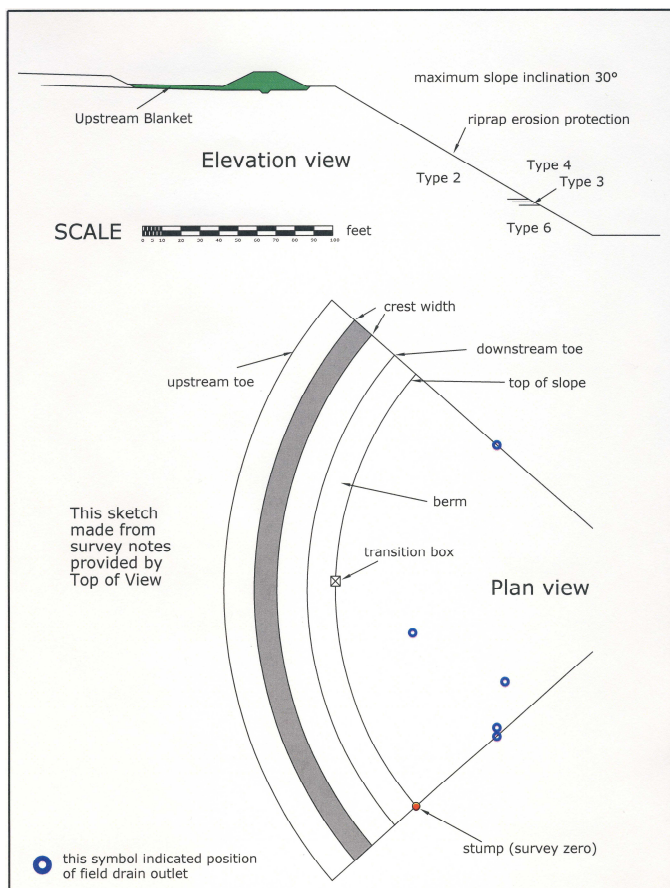 maximum slope inclination 30°
riprap erosion protection
Upstream Blanket
Elevation view
Type 4
Type 3
Type 2
Type 6
SCALE
feet
0 5 10 20 30 40 50 60 70 80 90 100
crest width
downstream toe
upstream toe
top of slope
berm
This sketch
made from
survey notes
provided by
Top of View
transition box
Plan view
stump (survey zero)
this symbol indicated position
of field drain outlet